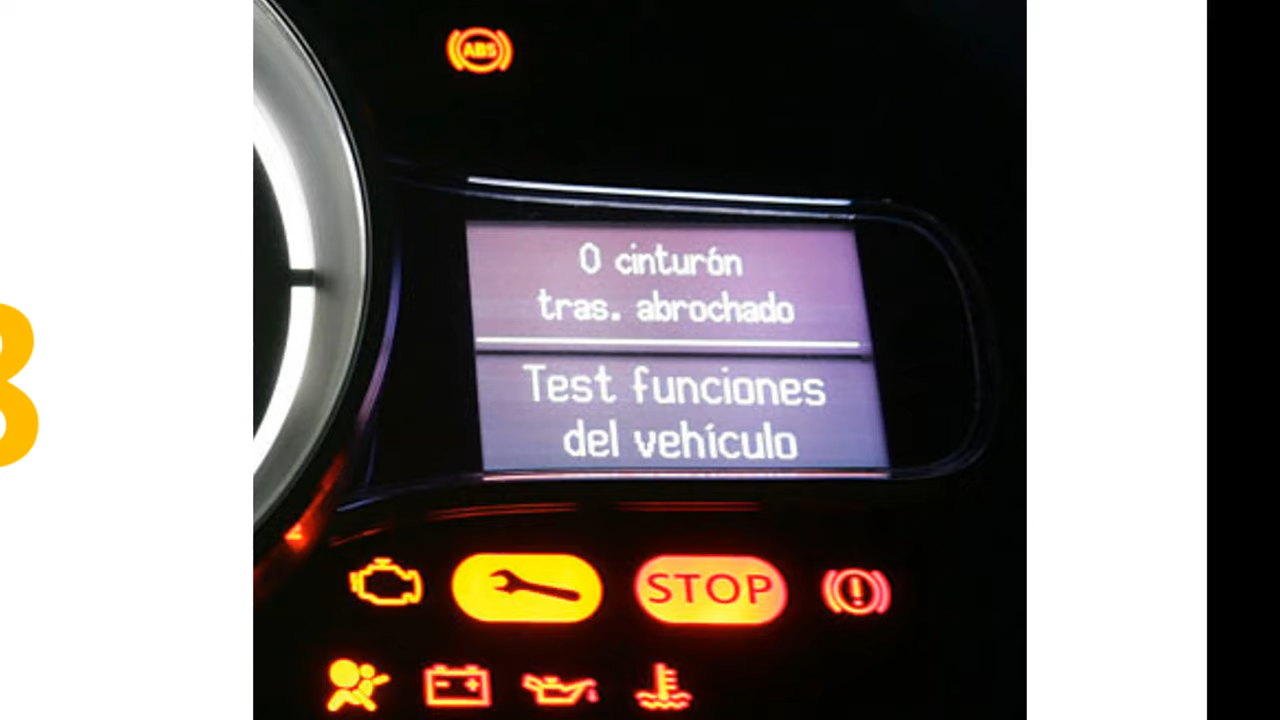 ABS
0 cinturón
tras. abrochado
Test funciones
del vehículo
STOP